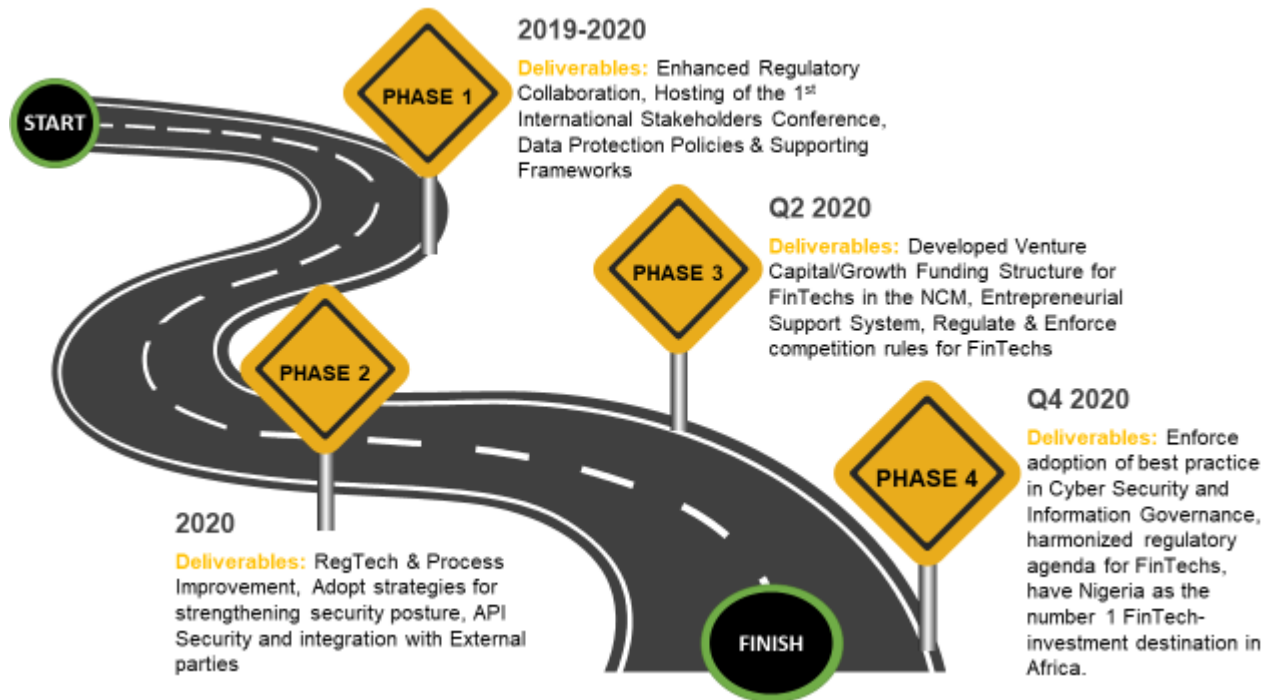 START
PHASE 1
2019-2020
Deliverables: Enhanced Regulatory
Collaboration, Hosting of the 1st
International Stakeholders Conference,
Data Protection Policies & Supporting
Frameworks
PHASE 2
2020
Deliverables: RegTech & Process
Improvement, Adopt strategies for
strengthening security posture, API
Security and integration with External
parties
PHASE 3
Q2 2020
Deliverables: Developed Venture
Capital/Growth Funding Structure for
FinTechs in the NCM, Entrepreneurial
Support System, Regulate & Enforce
competition rules for FinTechs
PHASE 4
Q4 2020
Deliverables: Enforce
adoption of best practice
in Cyber Security and
Information Governance,
harmonized regulatory
agenda for FinTechs,
have Nigeria as the
number 1 FinTech-
investment destination in
Africa.
FINISH